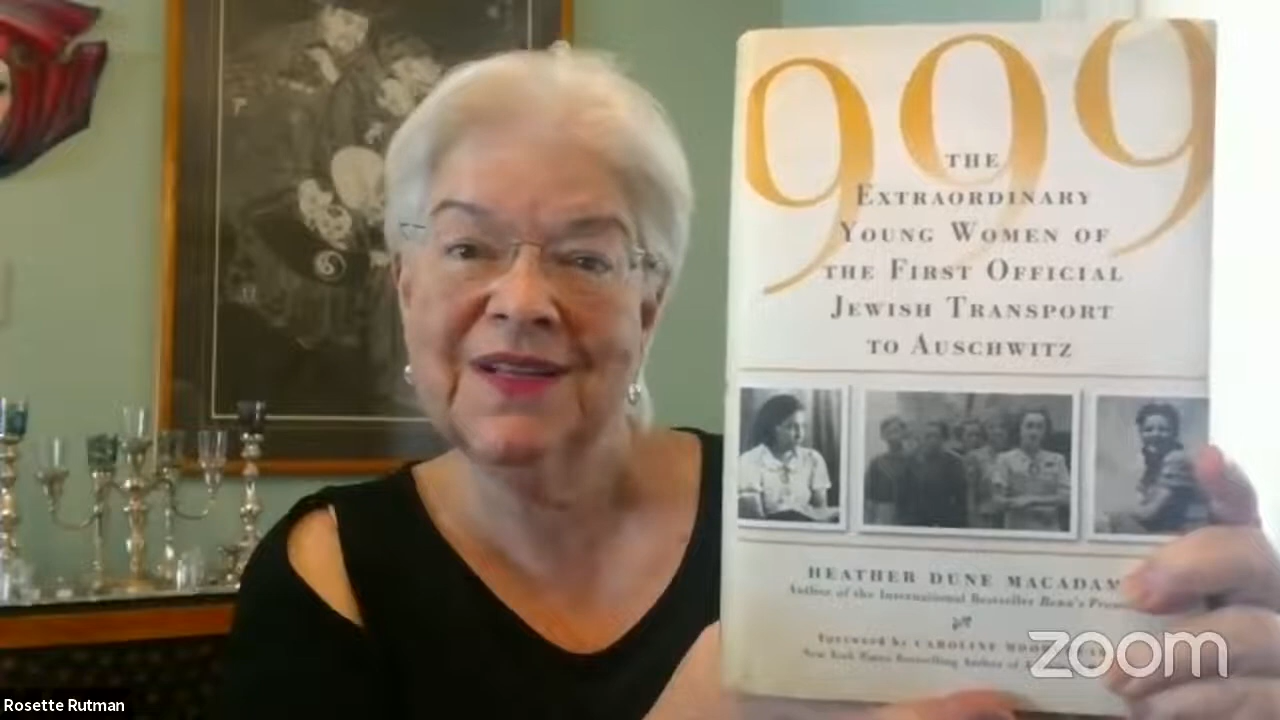 999
THE
EXTRAORDINARY
YOUNG WOMEN OF
THE FIRST OFFICIAL
JEWISH TRANSPORT
TO AUSCHWITZ
HEATHER DUNE MACADAM
Author of the International Bestseller Rena's
Foreword by CAROLINE
New York Times Bestselling Author of
zoom
Rosette Rutman